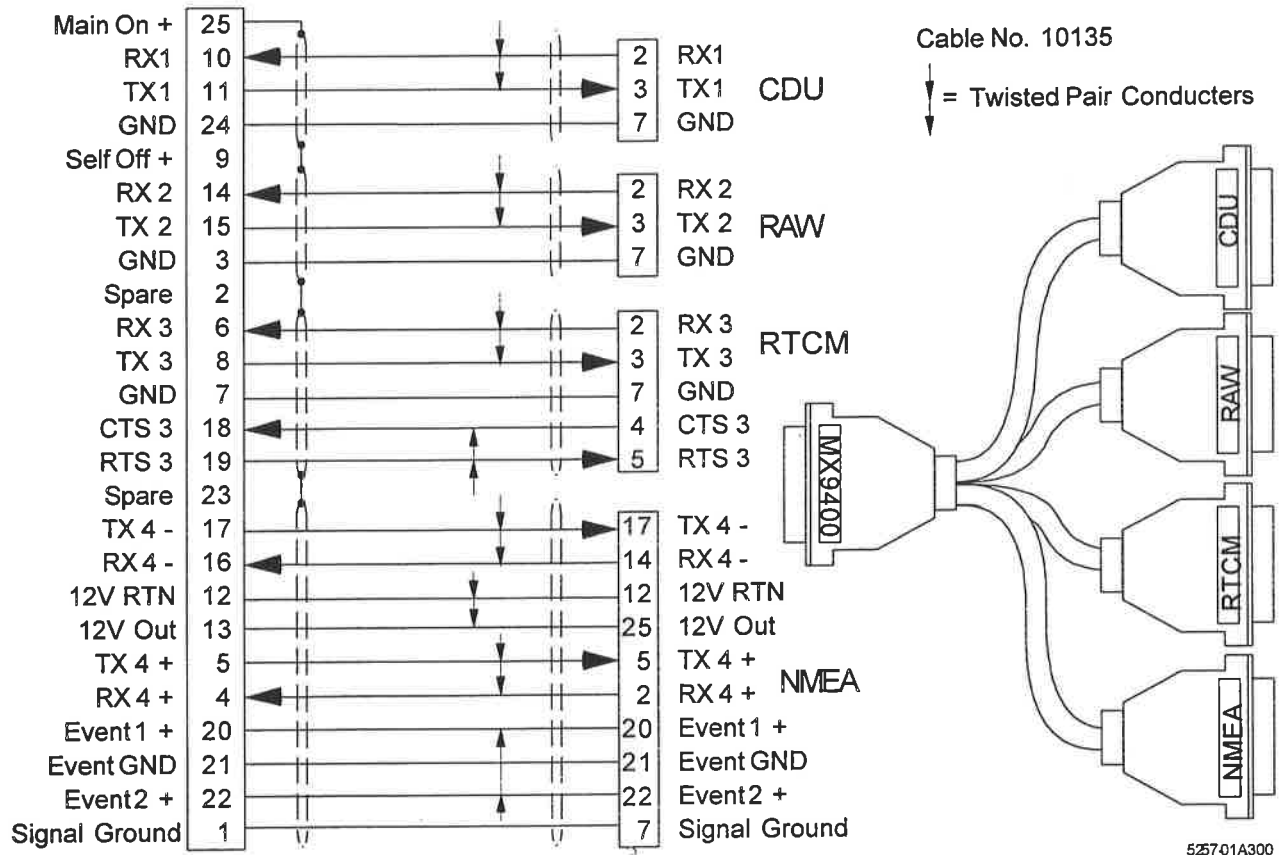 Main On + 25
RX1 10 2 RX1
TX1 11 3 TX1
GND 24 7 GND
CDU
Self Off + 9
RX 2 14 2 RX 2
TX 2 15 3 TX 2
GND 3 7 GND
RAW
Spare 2
RX 3 6 2 RX 3
TX 3 8 3 TX 3
GND 7 7 GND
CTS 3 18 4 CTS 3
RTS 3 19 5 RTS 3
RTCM
Spare 23
TX 4 - 17 17 TX 4 -
RX 4 - 16 14 RX 4 -
12V RTN 12 12 12V RTN
12V Out 13 25 12V Out
TX 4 + 5 5 TX 4 +
RX 4 + 4 2 RX 4 +
NMEA
Event 1 + 20 20 Event 1 +
Event GND 21 21 Event GND
Event 2 + 22 22 Event 2 +
Signal Ground 1 7 Signal Ground
Cable No. 10135
= Twisted Pair Conducters
MX9400
CDU
RAW
RTCM
NMEA
5257-01A300